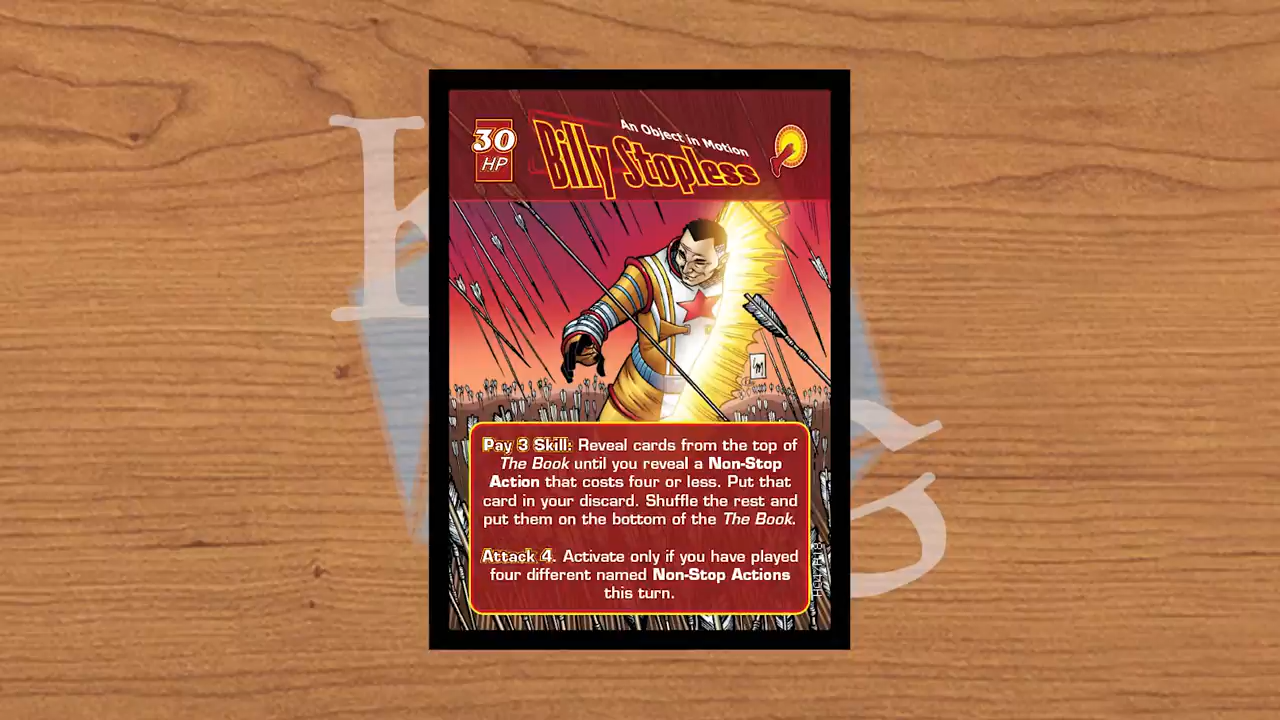 30
HP
An Object in Motion
Billy Stopless
Pay 3 Skill: Reveal cards from the top of
The Book until you reveal a Non-Stop
Action that costs four or less. Put that
card in your discard. Shuffle the rest and
put them on the bottom of the The Book.
Attack 4. Activate only if you have played
four different named Non-Stop Actions
this turn.